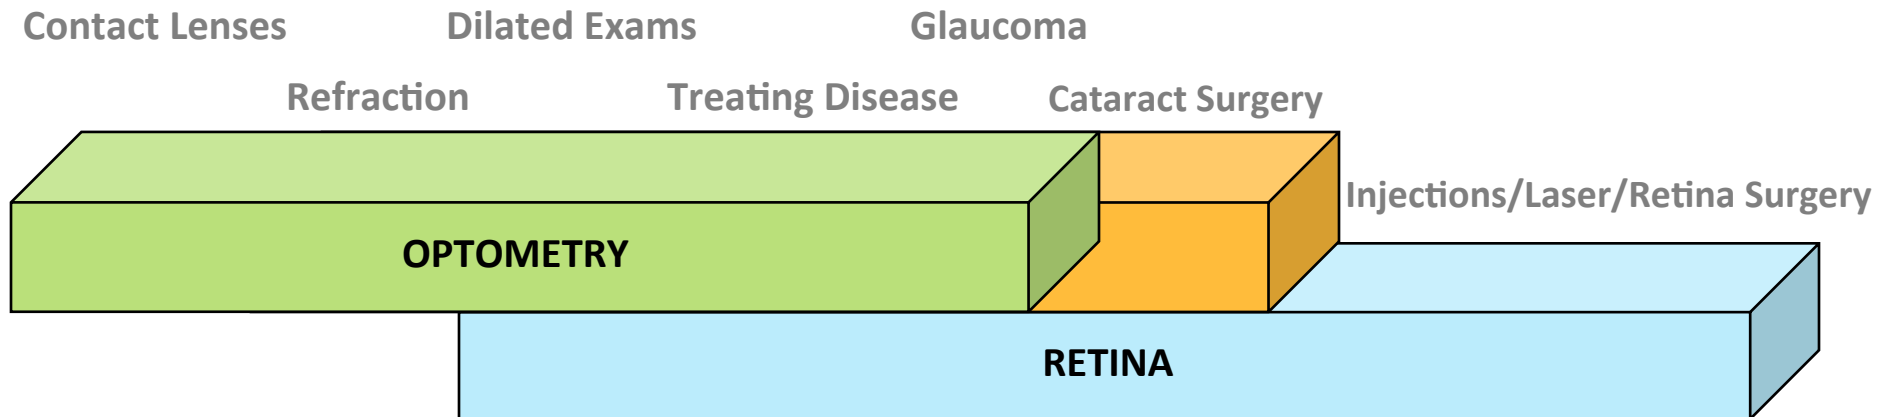 Contact Lenses Dilated Exams Glaucoma
Refraction Treating Disease Cataract Surgery
Injections/Laser/Retina Surgery
OPTOMETRY
RETINA